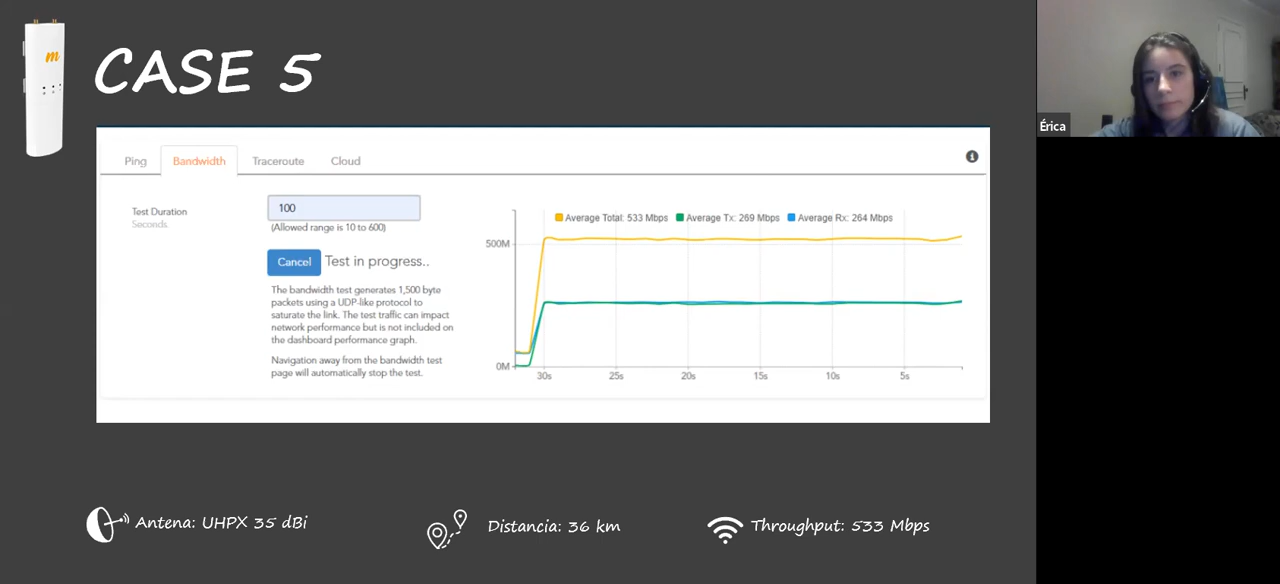 m
CASE 5
Érica
Ping
Bandwidth
Traceroute
Cloud
Test Duration
Seconds
100
(Allowed range is 10 to 600)
Cancel
Test in progress..
The bandwidth test generates 1,500 byte
packets using a UDP-like protocol to
saturate the link. The test traffic can impact
network performance but is not included on
the dashboard performance graph.
Navigation away from the bandwidth test
page will automatically stop the test.
Average Total: 533 Mbps
Average Tx: 269 Mbps
Average Rx: 264 Mbps
500M
0M
30s
25s
20s
15s
10s
5s
Antena: UHPX 35 dBi
Distancia: 36 km
Throughput: 533 Mbps